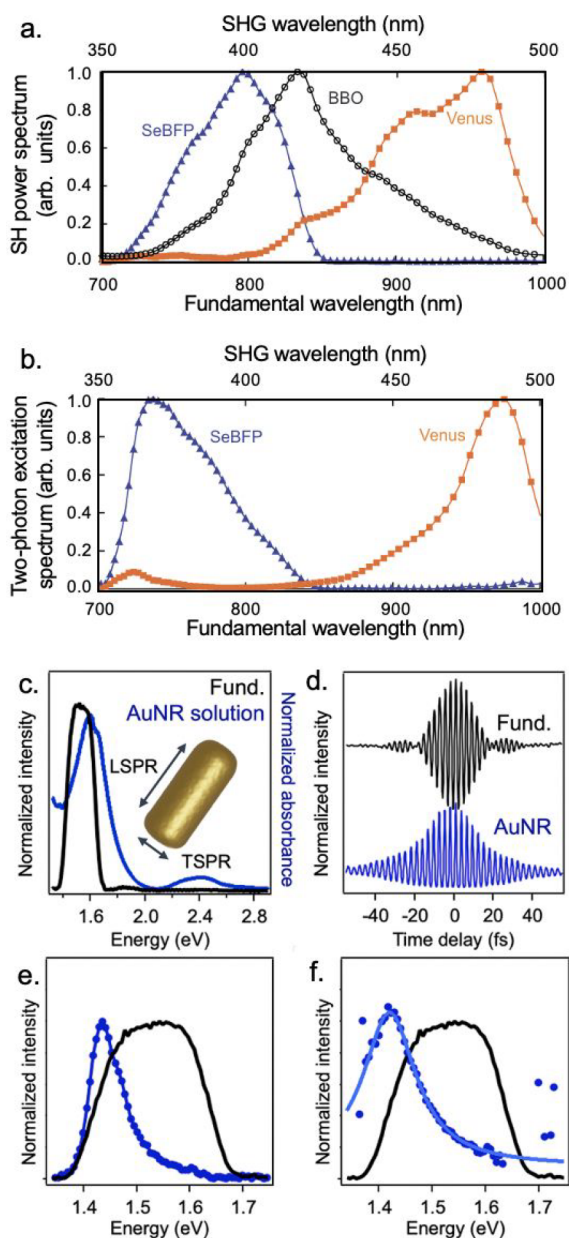 a.
SHG wavelength (nm)
350 400 450 500
SH power spectrum
(arb. units)
1.0
0.8
0.6
0.4
0.2
0.0
SeBFP
BBO
Venus
700 800 900 1000
Fundamental wavelength (nm)
b.
SHG wavelength (nm)
350 400 450 500
Two-photon excitation
spectrum (arb. units)
1.0
0.8
0.6
0.4
0.2
0
SeBFP
Venus
700 800 900 1000
Fundamental wavelength (nm)
c.
Normalized intensity
Fund.
AuNR solution
LSPR
TSPR
Normalized absorbance
1.6 2.0 2.4 2.8
Energy (eV)
d.
Normalized intensity
Fund.
AuNR
-40 -20 0 20 40
Time delay (fs)
e.
Normalized intensity
1.4 1.5 1.6 1.7
Energy (eV)
f.
Normalized intensity
1.4 1.5 1.6 1.7
Energy (eV)